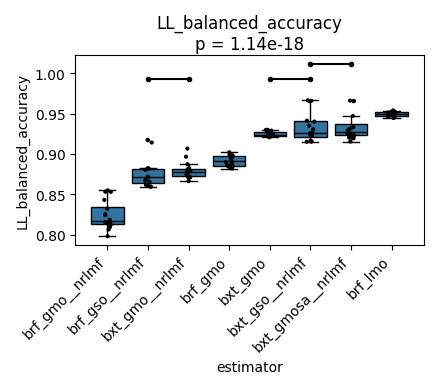 LL_balanced_accuracy
p = 1.14e-18
LL_balanced_accuracy
1.00
0.95
0.90
0.85
0.80
brf_gmo__nrlmf
brf_gso__nrlmf
bxt_gmo__nrlmf
brf_gmo
bxt_gmo
bxt_gso__nrlmf
bxt_gmosa__nrlmf
brf_lmo
estimator